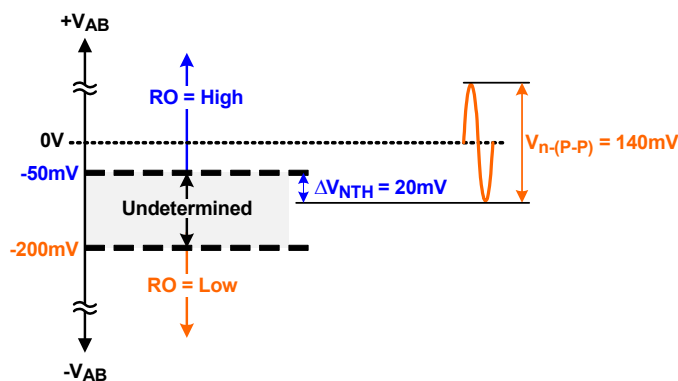 +VAB
RO = High
0V
Vn-(P-P) = 140mV
-50mV
ΔVNTH = 20mV
Undetermined
-200mV
RO = Low
-VAB